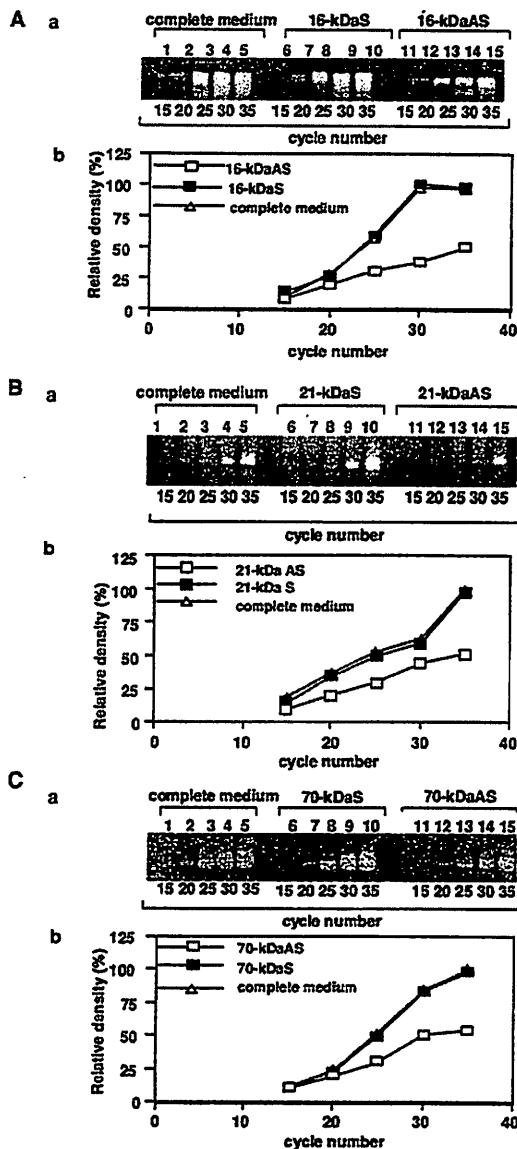 A a complete medium 16-kDaS 16-kDaAS
1 2 3 4 5 6 7 8 9 10 11 12 13 14 15
15 20 25 30 35 15 20 25 30 35 15 20 25 30 35
cycle number
b
125
100
75
50
25
0
Relative density (%)
16-kDaAS
16-kDaS
complete medium
0 10 20 30 40
cycle number
B a complete medium 21-kDaS 21-kDaAS
1 2 3 4 5 6 7 8 9 10 11 12 13 14 15
15 20 25 30 35 15 20 25 30 35 15 20 25 30 35
cycle number
b
125
100
75
50
25
0
Relative density (%)
21-kDa AS
21-kDa S
complete medium
0 10 20 30 40
cycle number
C a complete medium 70-kDaS 70-kDaAS
1 2 3 4 5 6 7 8 9 10 11 12 13 14 15
15 20 25 30 35 15 20 25 30 35 15 20 25 30 35
cycle number
b
125
100
75
50
25
0
Relative density (%)
70-kDaAS
70-kDaS
complete medium
0 10 20 30 40
cycle number